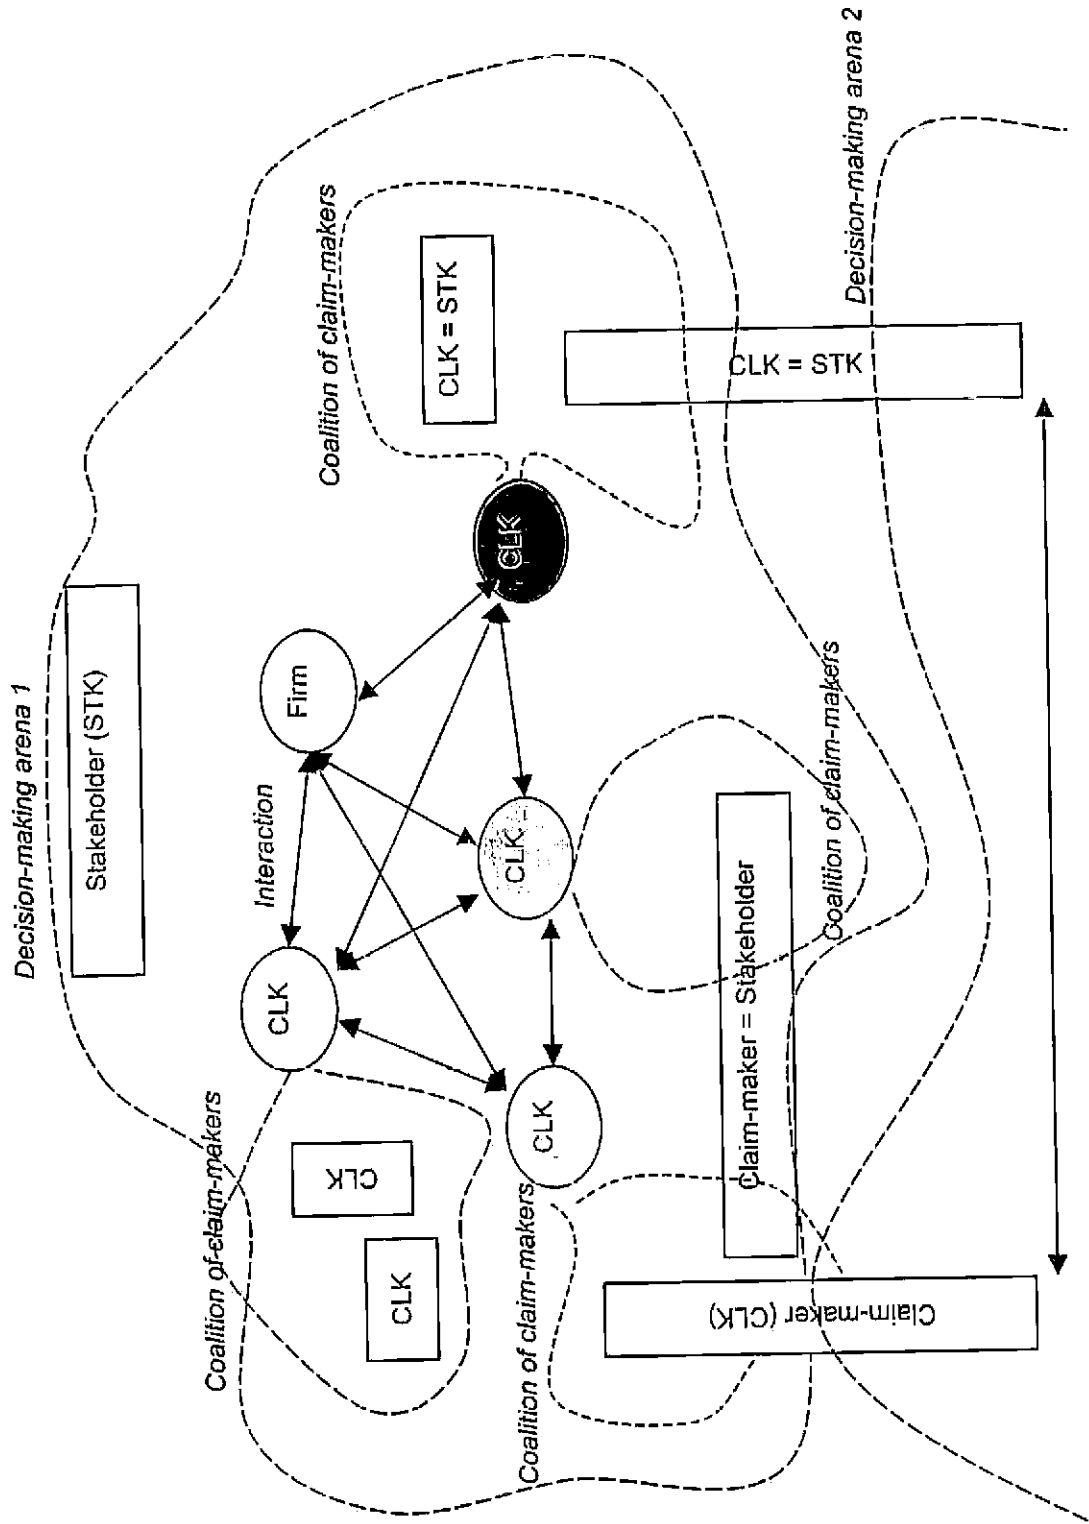 Decision-making arena 1
Stakeholder (STK)
Coalition of claim-makers
CLK
CLK
CLK
Interaction
Firm
Coalition of claim-makers
CLK = STK
CLK
CLK
CLK
Coalition of claim-makers
Claim-maker = Stakeholder
Coalition of claim-makers
CLK = STK
Claim-maker (CLK)
Decision-making arena 2